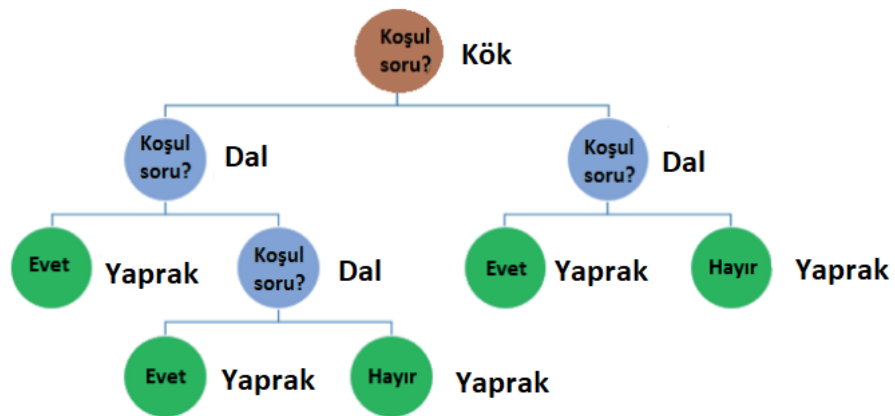 Koşul
soru?
Kök
Koşul
soru?
Dal
Koşul
soru?
Dal
Evet
Yaprak
Koşul
soru?
Dal
Evet
Yaprak
Hayır
Yaprak
Evet
Yaprak
Hayır
Yaprak